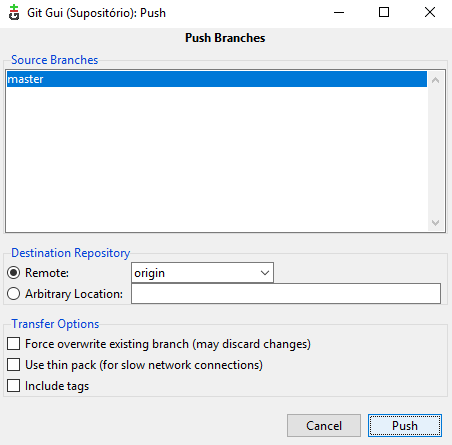 Git Gui (Supositório): Push
Push Branches
Source Branches
master
Destination Repository
Remote: origin
Arbitrary Location:
Transfer Options
Force overwrite existing branch (may discard changes)
Use thin pack (for slow network connections)
Include tags
Cancel Push